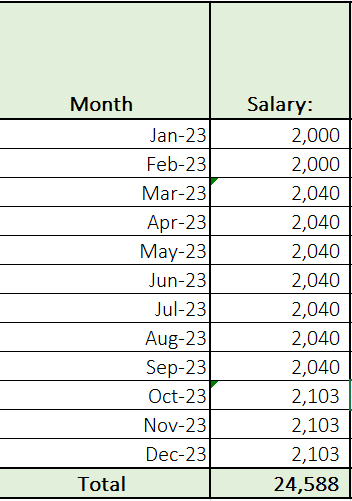 Month Salary:
Jan-23 2,000
Feb-23 2,000
Mar-23 2,040
Apr-23 2,040
May-23 2,040
Jun-23 2,040
Jul-23 2,040
Aug-23 2,040
Sep-23 2,040
Oct-23 2,103
Nov-23 2,103
Dec-23 2,103
Total 24,588